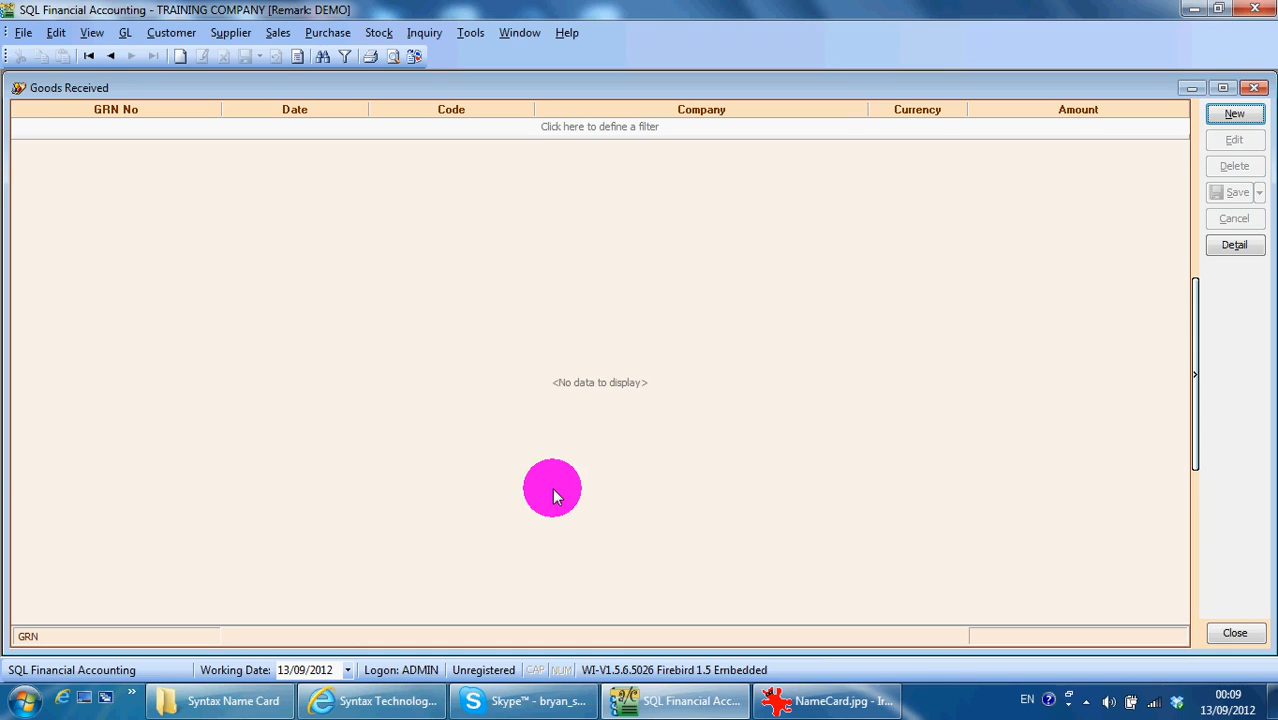 SQL Financial Accounting - TRAINING COMPANY [Remark: DEMO]
File Edit View GL Customer Supplier Sales Purchase Stock Inquiry Tools Window Help
Goods Received
GRN No Date Code Company Currency Amount
Click here to define a filter
New
Edit
Delete
Save
Cancel
Detail
<No data to display>
GRN
Close
SQL Financial Accounting Working Date: 13/09/2012 Logon: ADMIN Unregistered CAP NUM WI-V1.5.6.5026 Firebird 1.5 Embedded
Syntax Name Card Syntax Technolog... Skype™ - bryan_s... SQL Financial Acc... NameCard.jpg - Ir... EN 00:09
13/09/2012